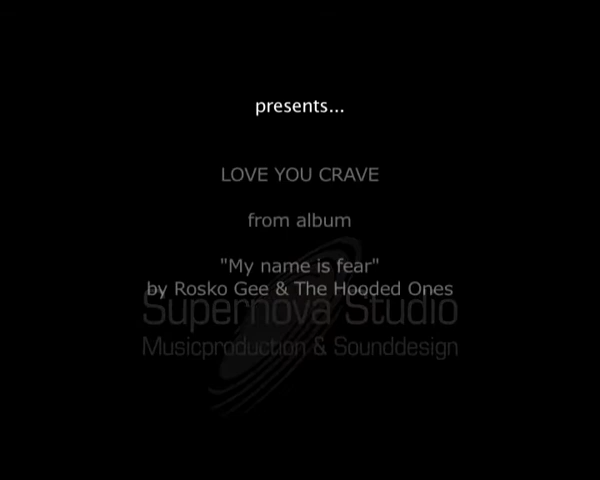 presents...
LOVE YOU CRAVE
from album
"My name is fear"
by Rosko Gee & The Hooded Ones
Supernova Studio
Musicproduction & Sounddesign